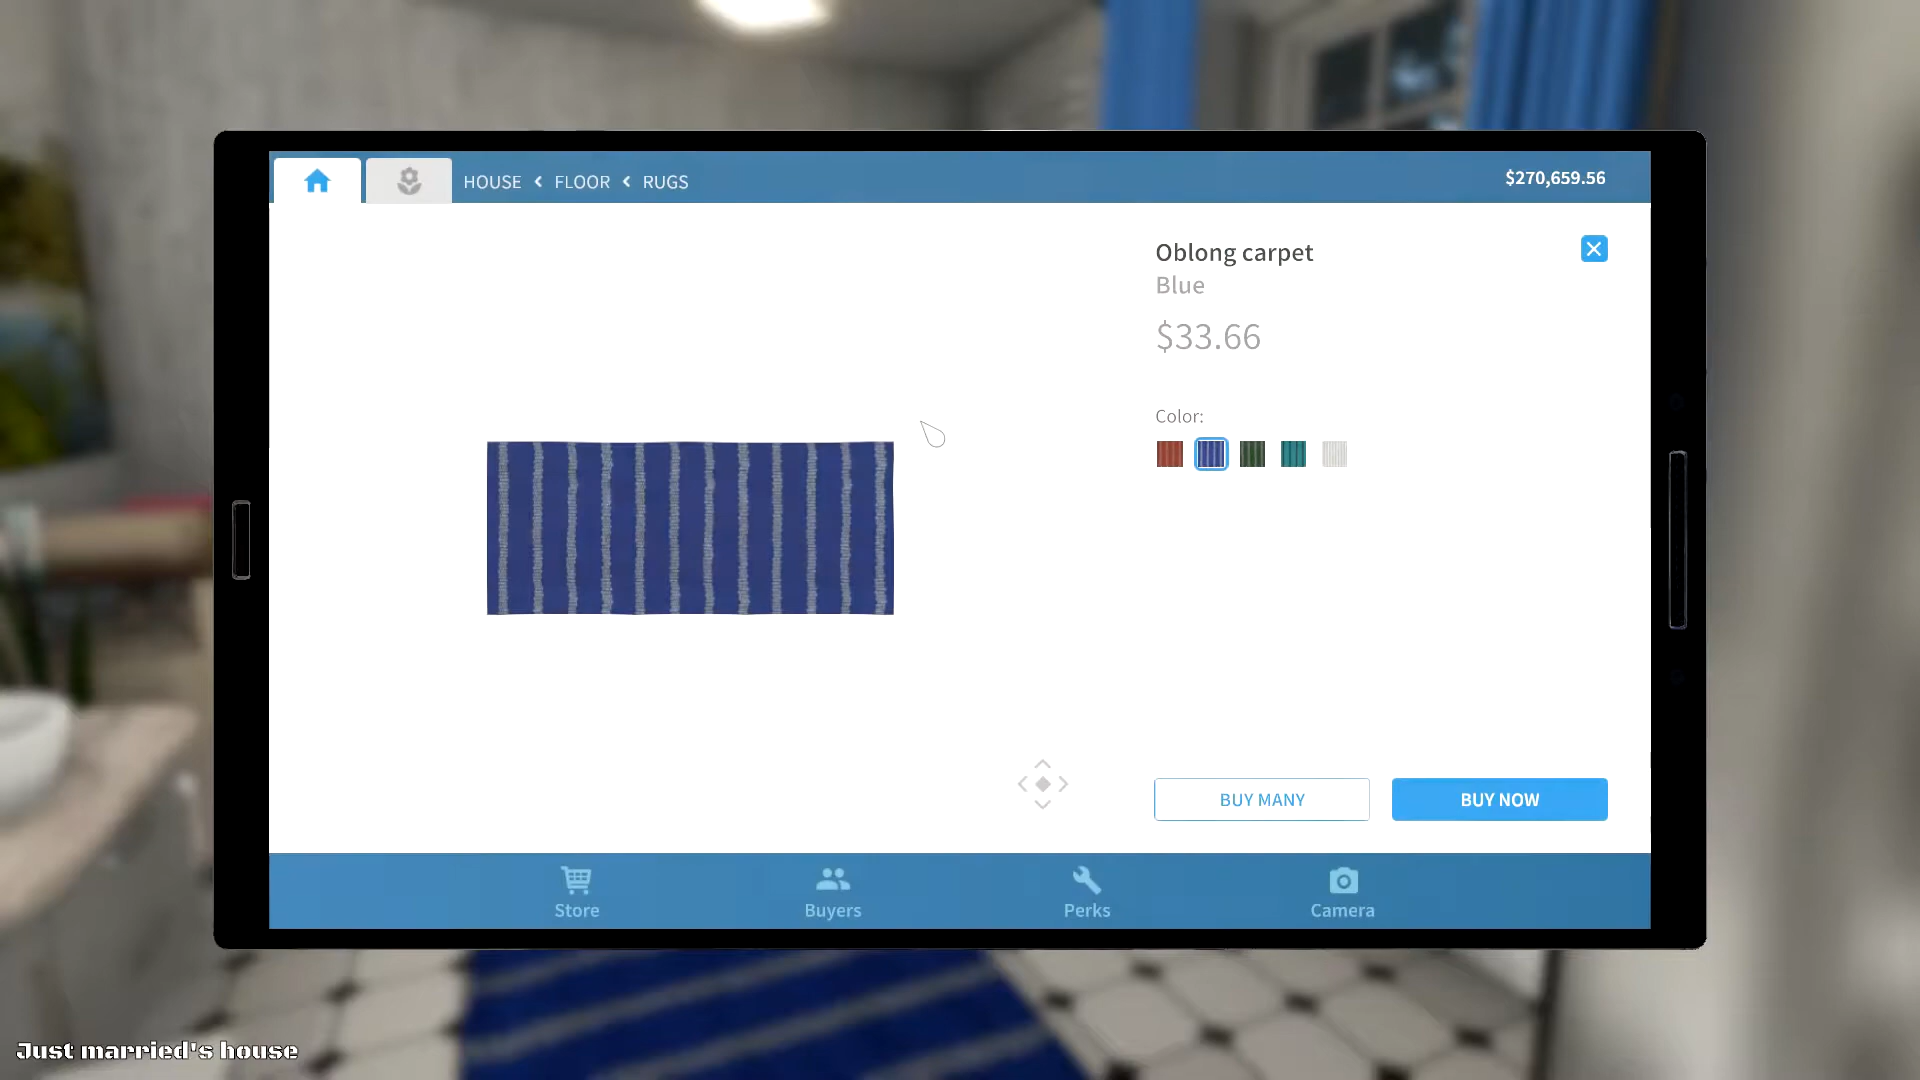 HOUSE < FLOOR < RUGS
$270,659.56
Oblong carpet
Blue
$33.66
Color:
BUY MANY
BUY NOW
Store
Buyers
Perks
Camera
Just married's house